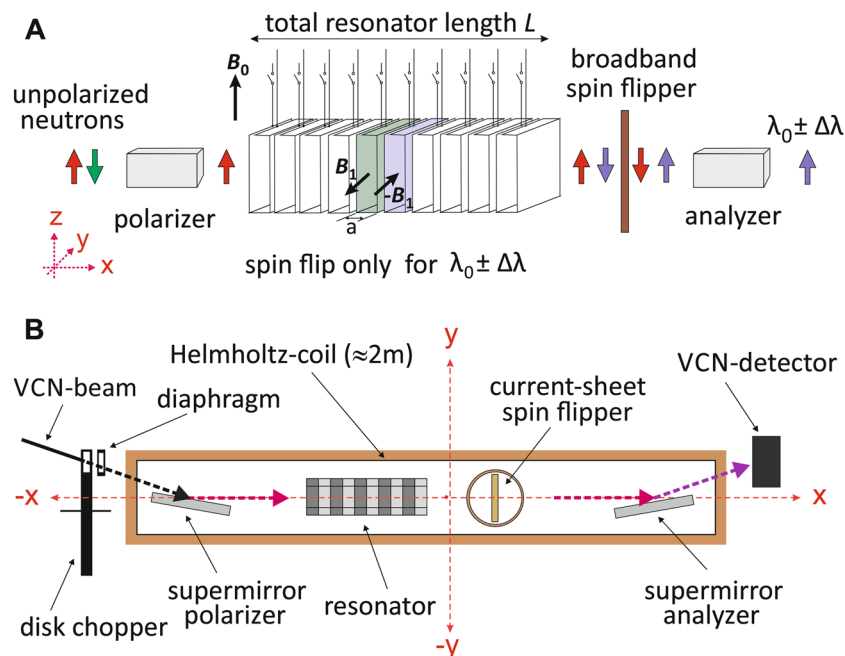 A
total resonator length L
B0
broadband
spin flipper
unpolarized
neutrons
λ0 ± Δλ
B1
-B1
polarizer
analyzer
a
z
y
x
spin flip only for λ0 ± Δλ
B
y
Helmholtz-coil (≈2m)
VCN-detector
VCN-beam
diaphragm
current-sheet
spin flipper
-x
x
supermirror
polarizer
resonator
supermirror
analyzer
disk chopper
-y